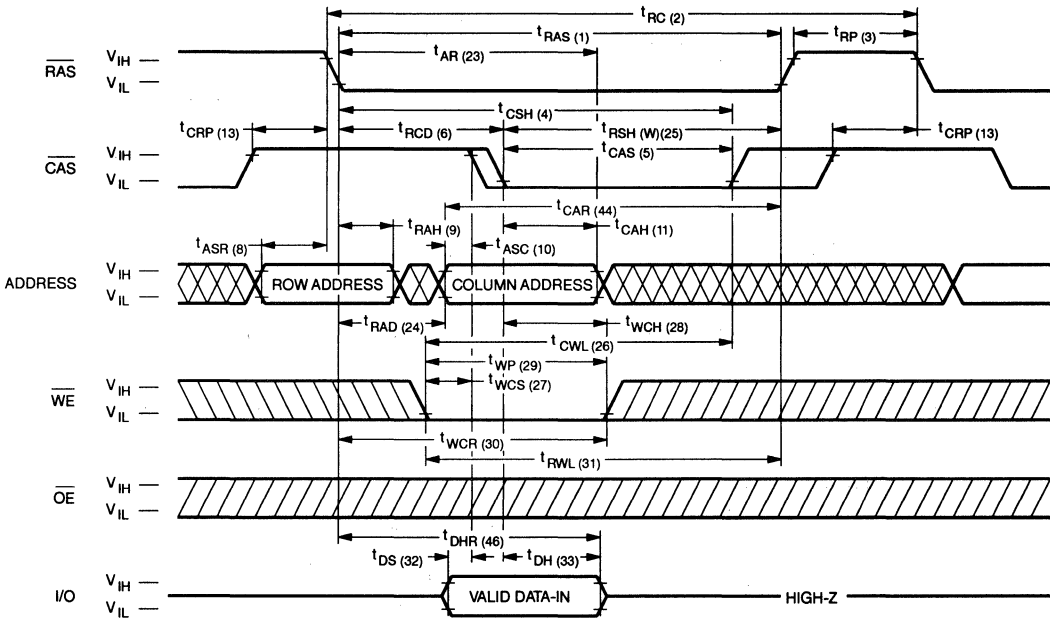 tRC (2)
tRAS (1)
tAR (23)
tRP (3)
RAS
VIH
VIL
tCSH (4)
tCRP (13)
tRCD (6)
tRSH (W)(25)
tCRP (13)
tCAS (5)
CAS
VIH
VIL
tCAR (44)
tRAH (9)
tCAH (11)
tASR (8)
tASC (10)
ADDRESS
VIH
VIL
ROW ADDRESS
COLUMN ADDRESS
tRAD (24)
tWCH (28)
tCWL (26)
tWP (29)
tWCS (27)
WE
VIH
VIL
tWCR (30)
tRWL (31)
OE
VIH
VIL
tDHR (46)
tDS (32)
tDH (33)
I/O
VIH
VIL
VALID DATA-IN
HIGH-Z